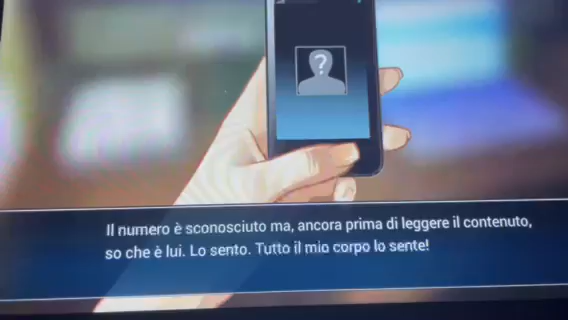 ?
Il numero è sconosciuto ma, ancora prima di leggere il contenuto,
so che è lui. Lo sento. Tutto il mio corpo lo sente!